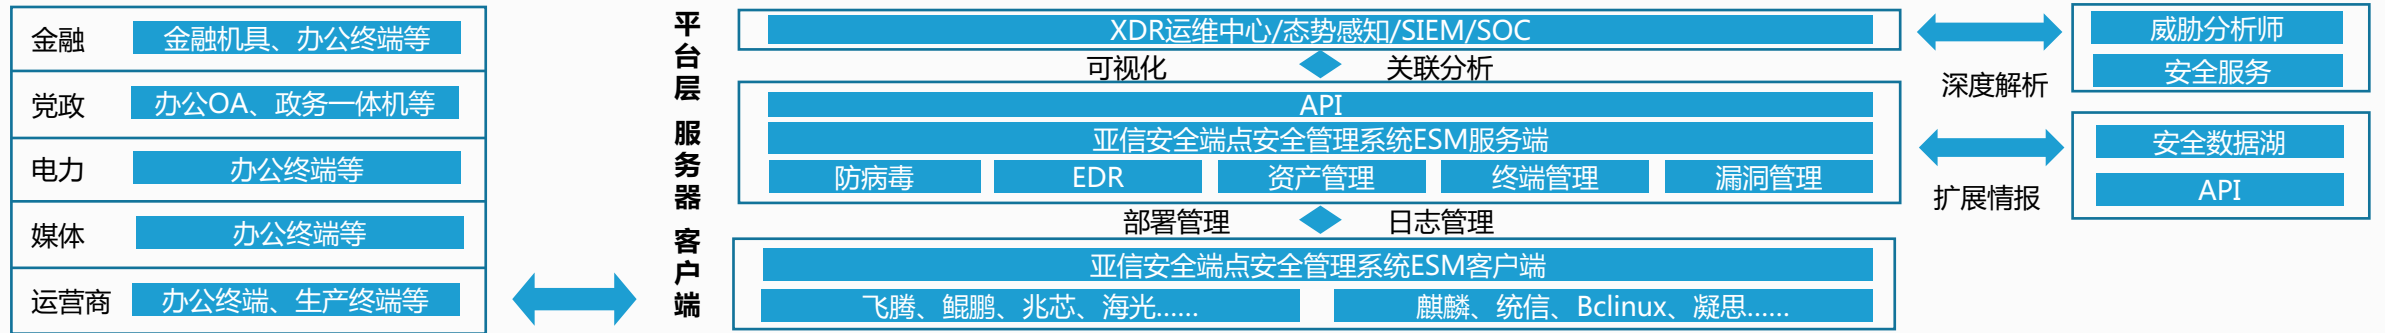 金融
金融机具、办公终端等
党政
办公OA、政务一体机等
电力
办公终端等
媒体
办公终端等
运营商
办公终端、生产终端等
平台层
XDR运维中心/态势感知/SIEM/SOC
可视化
关联分析
服务器
API
亚信安全端点安全管理系统ESM服务端
防病毒
EDR
资产管理
终端管理
漏洞管理
部署管理
日志管理
客户端
亚信安全端点安全管理系统ESM客户端
飞腾、鲲鹏、兆芯、海光......
麒麟、统信、Bclinux、凝思......
威胁分析师
安全服务
深度解析
安全数据湖
API
扩展情报